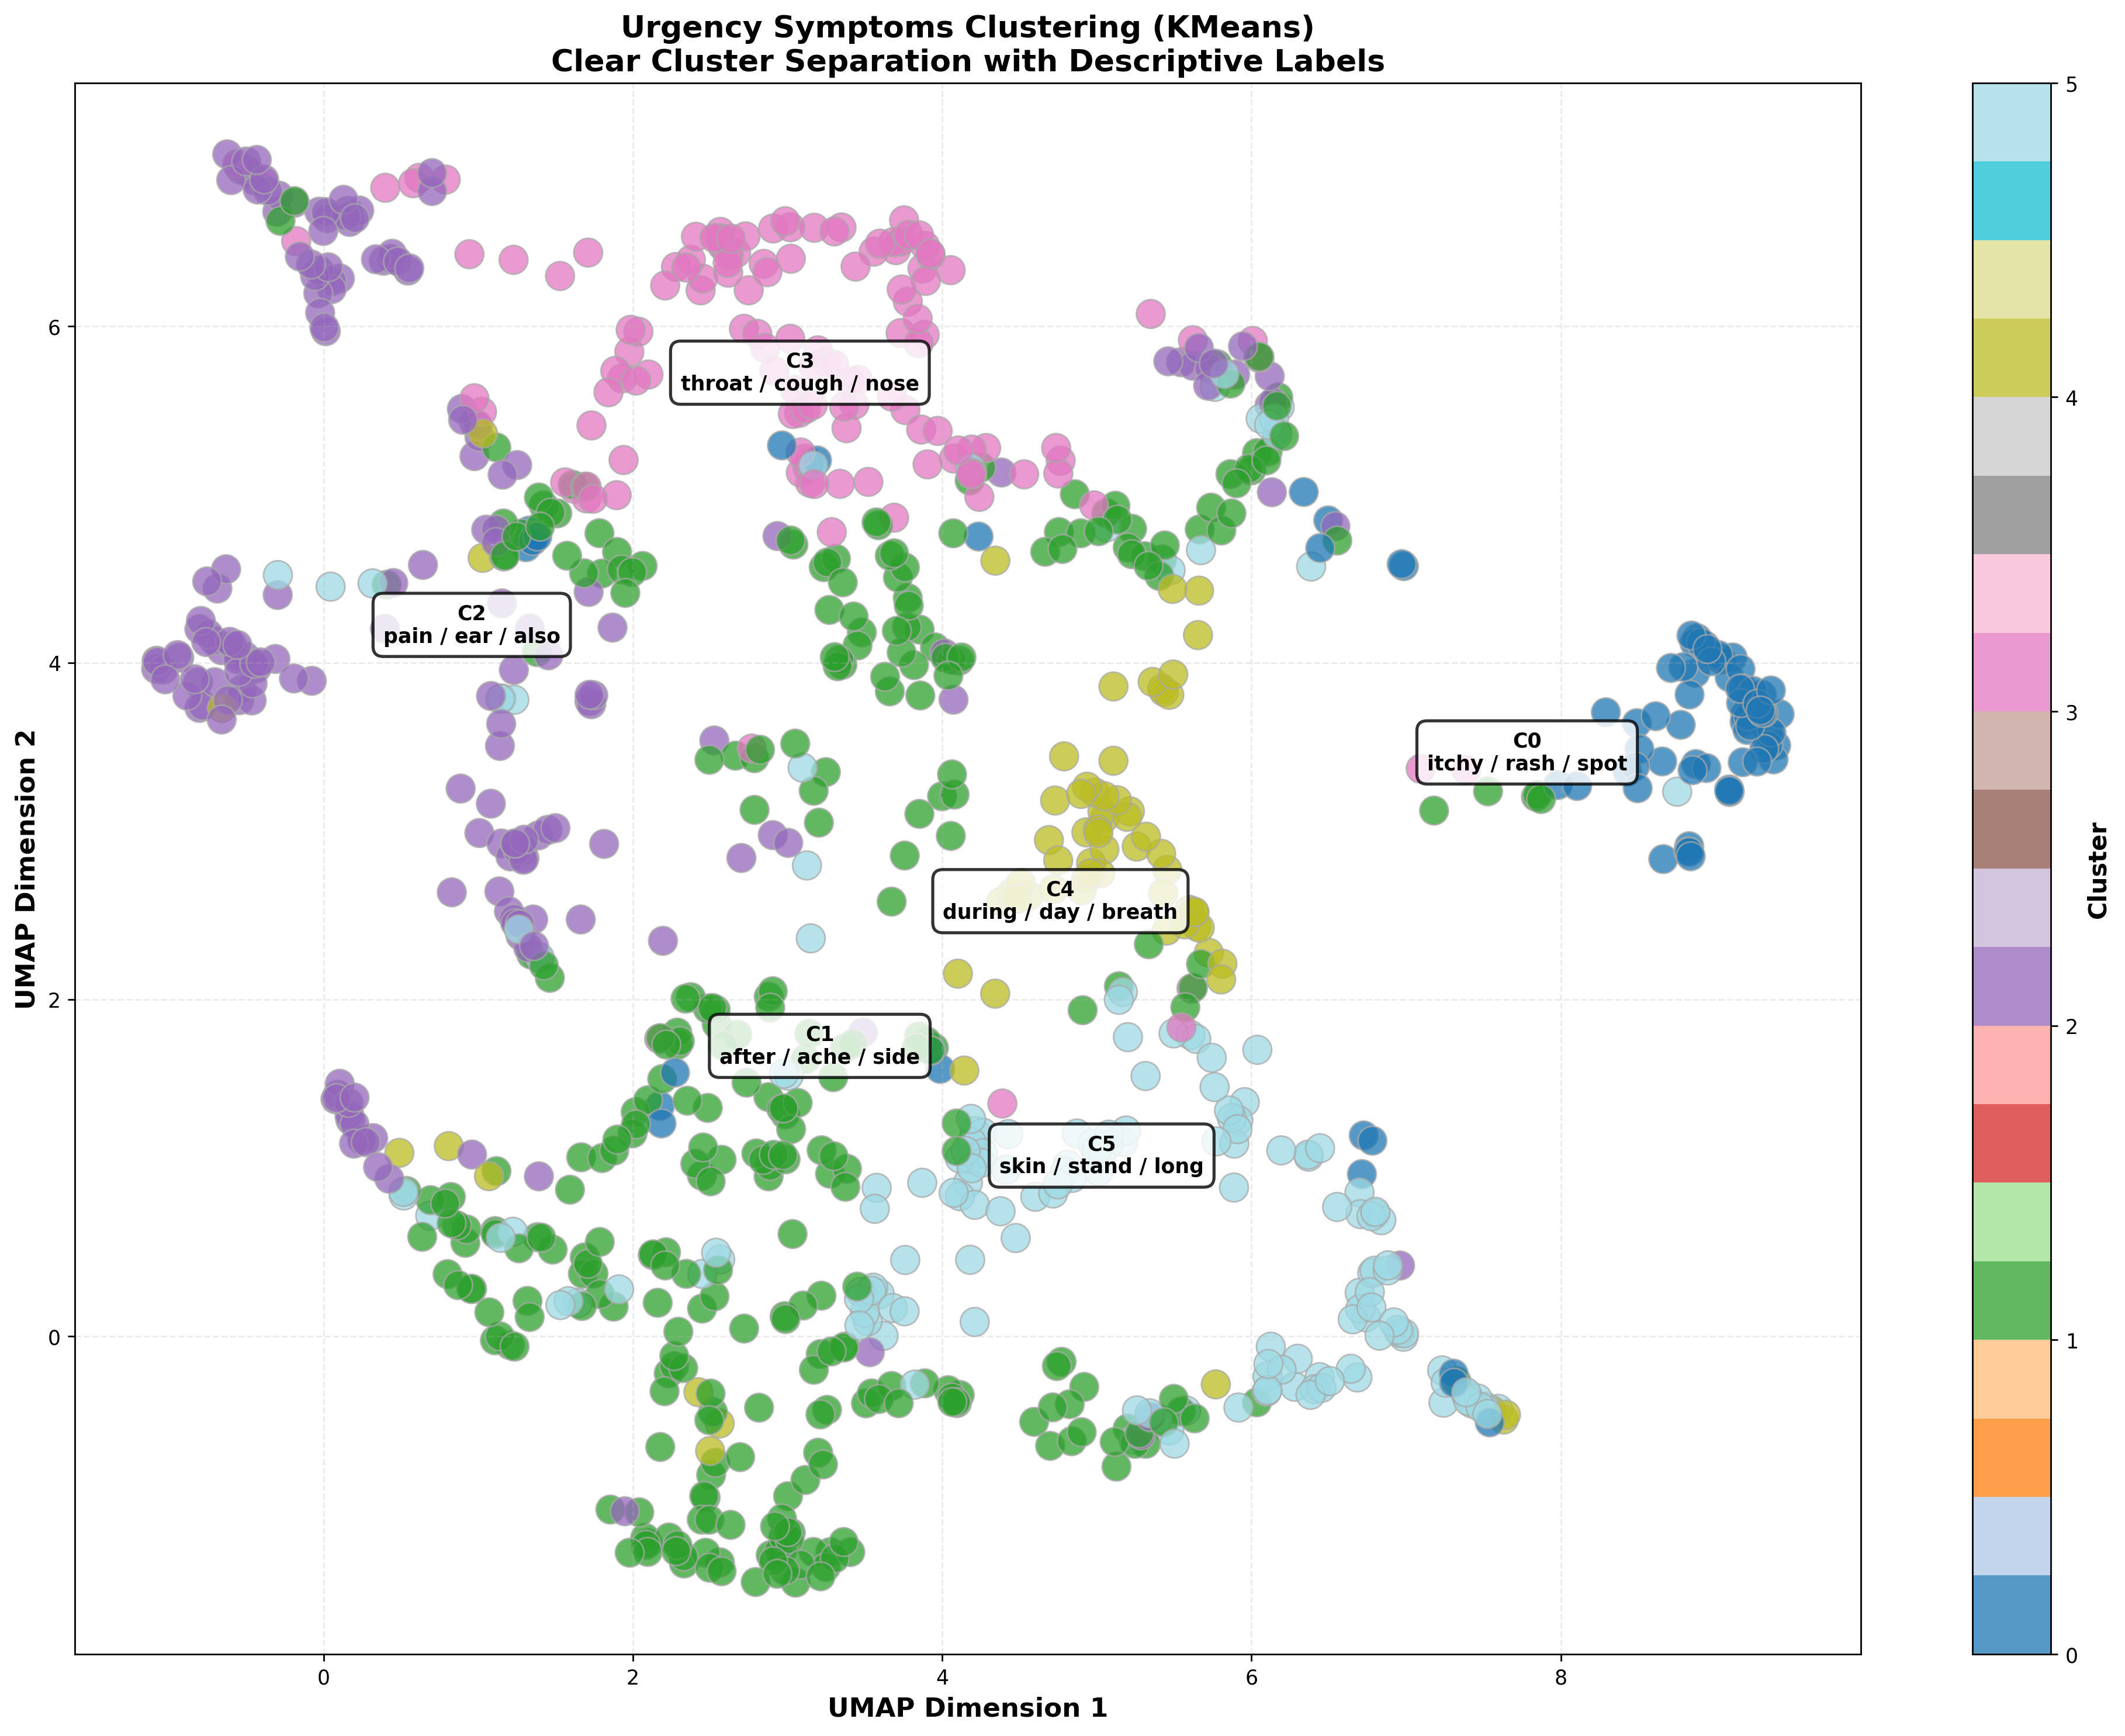 Urgency Symptoms Clustering (KMeans)
Clear Cluster Separation with Descriptive Labels
UMAP Dimension 2
6
4
2
0
C3
throat / cough / nose
C2
pain / ear / also
C0
itchy / rash / spot
C4
during / day / breath
C1
after / ache / side
C5
skin / stand / long
0
2
4
6
8
UMAP Dimension 1
5
4
3
2
1
0
Cluster